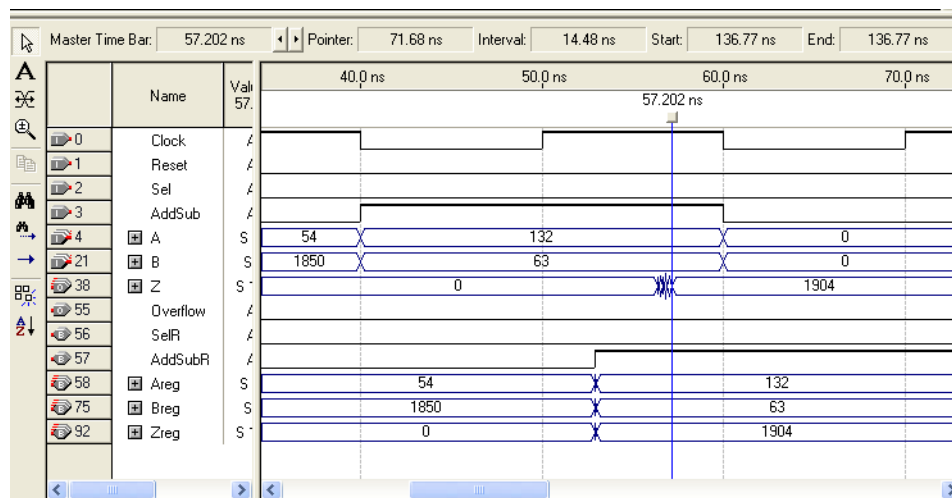 Master Time Bar: 57.202 ns Pointer: 71.68 ns Interval: 14.48 ns Start: 136.77 ns End: 136.77 ns
Name
Valu
57.
40.0 ns 50.0 ns 60.0 ns 70.0 ns
57.202 ns
0 Clock A
1 Reset A
2 Sel A
3 AddSub A
4 A S 54 132 0
21 B S 1850 63 0
38 Z S 0 1904
55 Overflow A
56 SelR A
57 AddSubR A
58 Areg S 54 132
75 Breg S 1850 63
92 Zreg S 0 1904